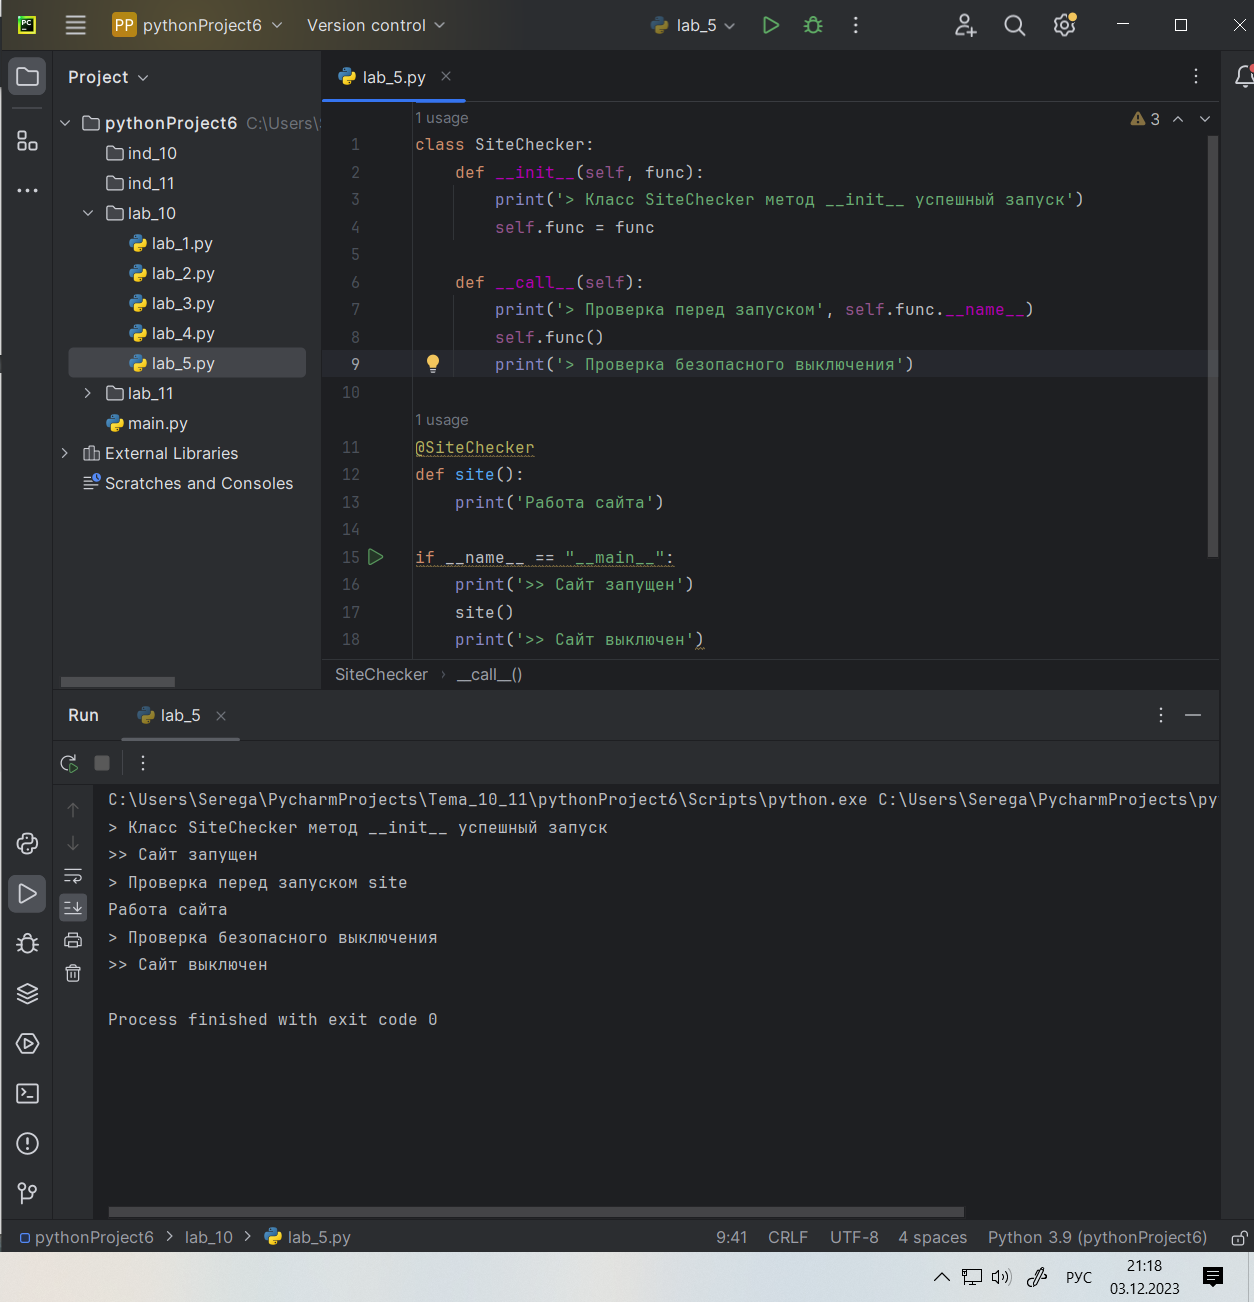 PC
PP pythonProject6 Version control lab_5
Project
lab_5.py
pythonProject6 C:\Users\
ind_10
ind_11
lab_10
lab_1.py
lab_2.py
lab_3.py
lab_4.py
lab_5.py
lab_11
main.py
External Libraries
Scratches and Consoles
1 usage
3
1 class SiteChecker:
2 def __init__(self, func):
3 print('> Класс SiteChecker метод __init__ успешный запуск')
4 self.func = func
5
6 def __call__(self):
7 print('> Проверка перед запуском', self.func.__name__)
8 self.func()
9 print('> Проверка безопасного выключения')
10
1 usage
11 @SiteChecker
12 def site():
13 print('Работа сайта')
14
15 if __name__ == "__main__":
16 print('>> Сайт запущен')
17 site()
18 print('>> Сайт выключен')
SiteChecker › __call__()
Run lab_5
C:\Users\Serega\PycharmProjects\Tema_10_11\pythonProject6\Scripts\python.exe C:\Users\Serega\PycharmProjects\py
> Класс SiteChecker метод __init__ успешный запуск
>> Сайт запущен
> Проверка перед запуском site
Работа сайта
> Проверка безопасного выключения
>> Сайт выключен
Process finished with exit code 0
pythonProject6 > lab_10 > lab_5.py 9:41 CRLF UTF-8 4 spaces Python 3.9 (pythonProject6)
РУС
21:18
03.12.2023